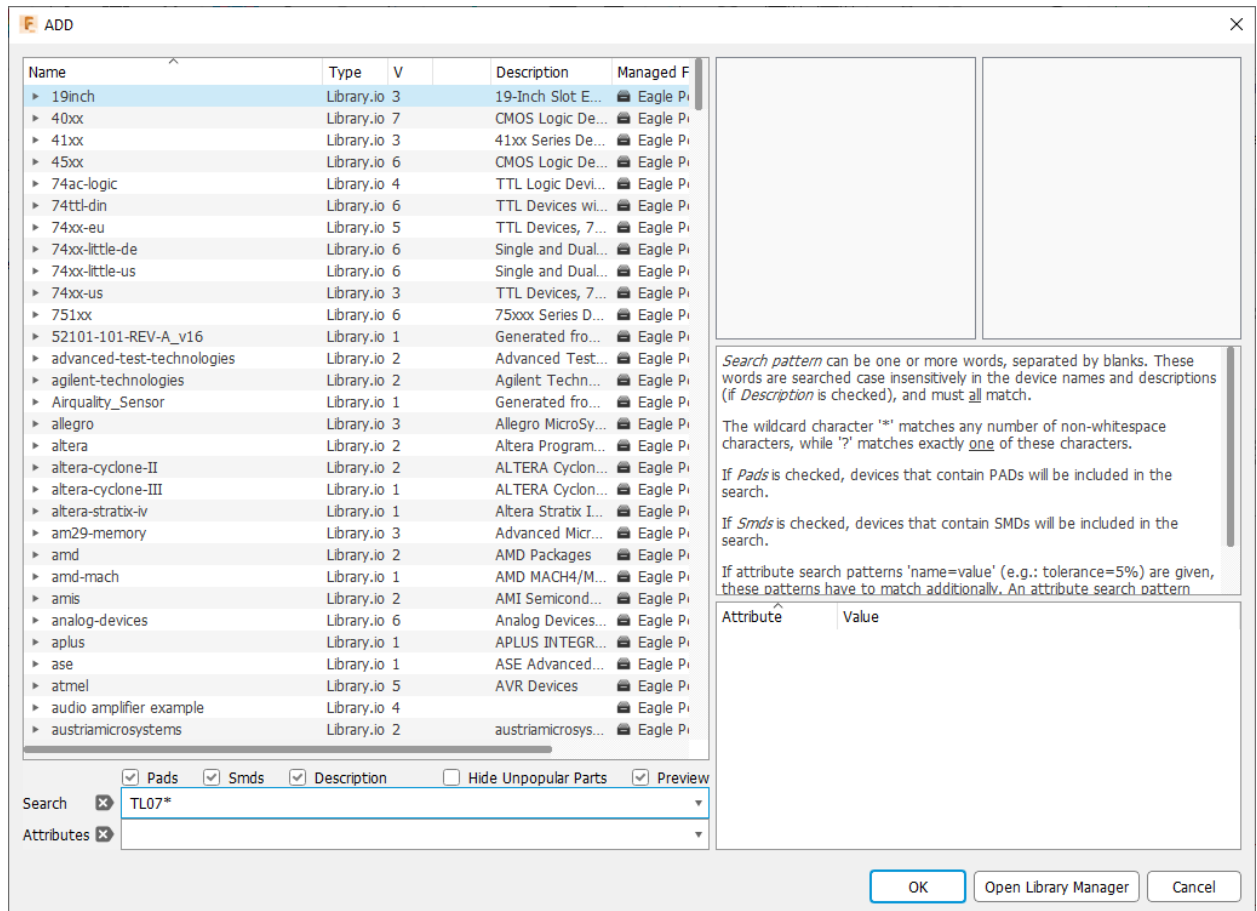 F ADD
Name Type V Description Managed F
19inch Library.io 3 19-Inch Slot E... Eagle P
40xx Library.io 7 CMOS Logic De... Eagle P
41xx Library.io 3 41xx Series De... Eagle P
45xx Library.io 6 CMOS Logic De... Eagle P
74ac-logic Library.io 4 TTL Logic Devi... Eagle P
74ttl-din Library.io 6 TTL Devices wi... Eagle P
74xx-eu Library.io 5 TTL Devices, 7... Eagle P
74xx-little-de Library.io 6 Single and Dual... Eagle P
74xx-little-us Library.io 6 Single and Dual... Eagle P
74xx-us Library.io 3 TTL Devices, 7... Eagle P
751xx Library.io 6 75xxx Series D... Eagle P
52101-101-REV-A_v16 Library.io 1 Generated fro... Eagle P
advanced-test-technologies Library.io 2 Advanced Test... Eagle P
agilent-technologies Library.io 2 Agilent Techn... Eagle P
Airquality_Sensor Library.io 1 Generated fro... Eagle P
allegro Library.io 3 Allegro MicroSy... Eagle P
altera Library.io 2 Altera Program... Eagle P
altera-cyclone-II Library.io 2 ALTERA Cyclon... Eagle P
altera-cyclone-III Library.io 1 ALTERA Cyclon... Eagle P
altera-stratix-iv Library.io 1 Altera Stratix I... Eagle P
am29-memory Library.io 3 Advanced Micr... Eagle P
amd Library.io 2 AMD Packages Eagle P
amd-mach Library.io 1 AMD MACH4/M... Eagle P
amis Library.io 2 AMI Semicond... Eagle P
analog-devices Library.io 6 Analog Devices... Eagle P
aplus Library.io 1 APLUS INTEGR... Eagle P
ase Library.io 1 ASE Advanced... Eagle P
atmel Library.io 5 AVR Devices Eagle P
audio amplifier example Library.io 4 Eagle P
austriamicrosystems Library.io 2 austriamicrosys... Eagle P
Pads Smds Description Hide Unpopular Parts Preview
Search TL07*
Attributes
Search pattern can be one or more words, separated by blanks. These
words are searched case insensitively in the device names and descriptions
(if Description is checked), and must all match.
The wildcard character '*' matches any number of non-whitespace
characters, while '?' matches exactly one of these characters.
If Pads is checked, devices that contain PADs will be included in the
search.
If Smds is checked, devices that contain SMDs will be included in the
search.
If attribute search patterns 'name=value' (e.g.: tolerance=5%) are given,
these patterns have to match additionally. An attribute search pattern
Attribute Value
OK Open Library Manager Cancel